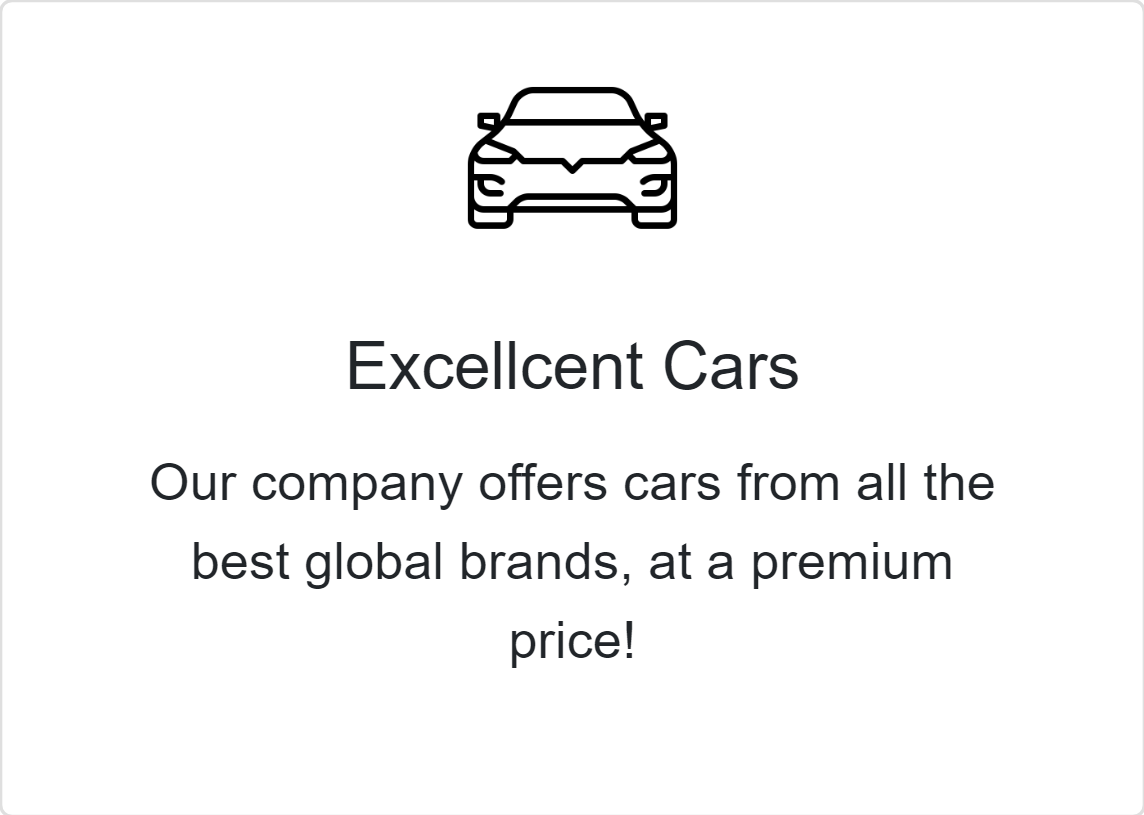 Excellcent Cars
Our company offers cars from all the
best global brands, at a premium
price!